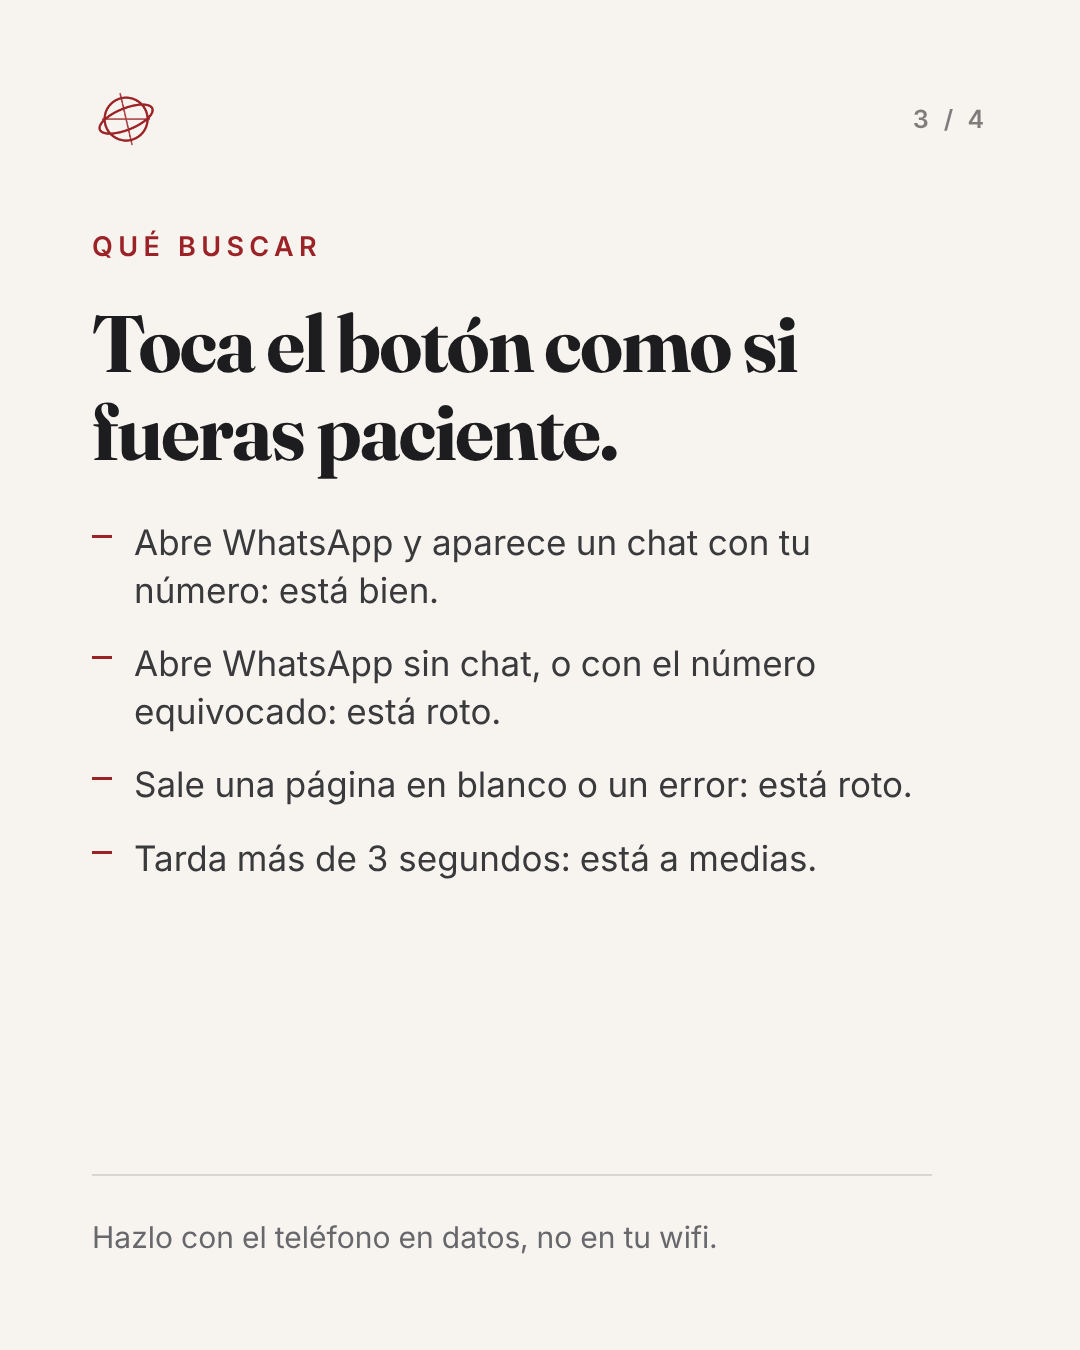 3 / 4
QUÉ BUSCAR
Toca el botón como si
fueras paciente.
– Abre WhatsApp y aparece un chat con tu
número: está bien.
– Abre WhatsApp sin chat, o con el número
equivocado: está roto.
– Sale una página en blanco o un error: está roto.
– Tarda más de 3 segundos: está a medias.
Hazlo con el teléfono en datos, no en tu wifi.